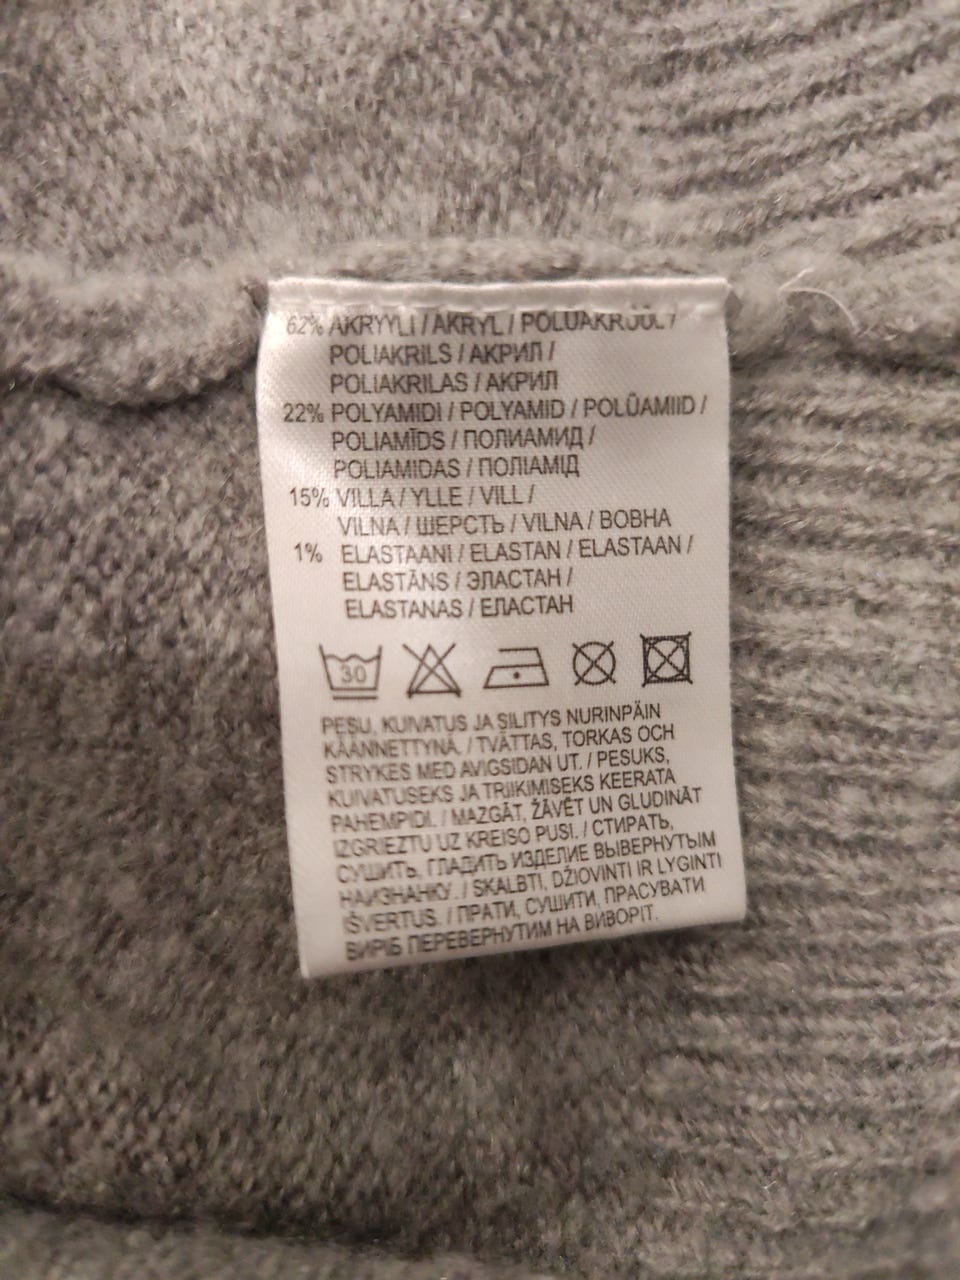 62% AKRYYLI / AKRYL / POLÜAKRÜÜL /
POLIAKRILS / АКРИЛ /
POLIAKRILAS / АКРИЛ
22% POLYAMIDI / POLYAMID / POLÜAMIID /
POLIAMĪDS / ПОЛИАМИД /
POLIAMIDAS / ПОЛІАМІД
15% VILLA / YLLE / VILL /
VILNA / ШЕРСТЬ / VILNA / ВОВНА
1% ELASTAANI / ELASTAN / ELASTAAN /
ELASTĀNS / ЭЛАСТАН /
ELASTANAS / ЕЛАСТАН
30
PESU, KUIVATUS JA SILITYS NURINPÄIN
KÄÄNNETTYNÄ. / TVÄTTAS, TORKAS OCH
STRYKES MED AVIGSIDAN UT. / PESUKS,
KUIVATUSEKS JA TRIIKIMISEKS KEERATA
PAHEMPIDI. / MAZGĀT, ŽĀVĒT UN GLUDINĀT
IZGRIEZTU UZ KREISO PUSI. / СТИРАТЬ,
СУШИТЬ, ГЛАДИТЬ ИЗДЕЛИЕ ВЫВЕРНУТЫМ
НАИЗНАНКУ. / SKALBTI, DŽIOVINTI IR LYGINTI
IŠVERTUS. / ПРАТИ, СУШИТИ, ПРАСУВАТИ
ВИРІБ ПЕРЕВЕРНУТИМ НА ВИВОРІТ.